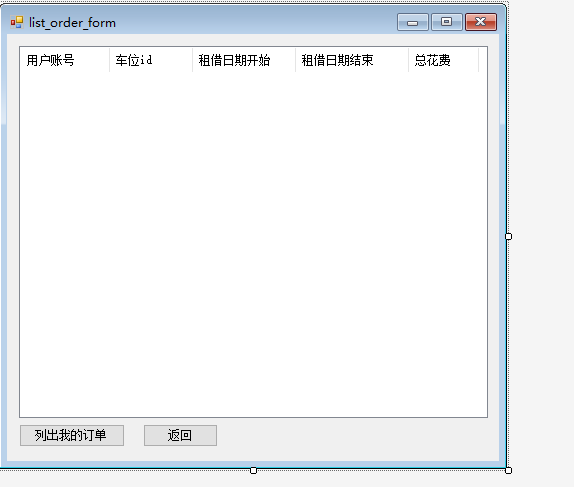 list_order_form
用户账号 车位id 租借日期开始 租借日期结束 总花费
列出我的订单 返回